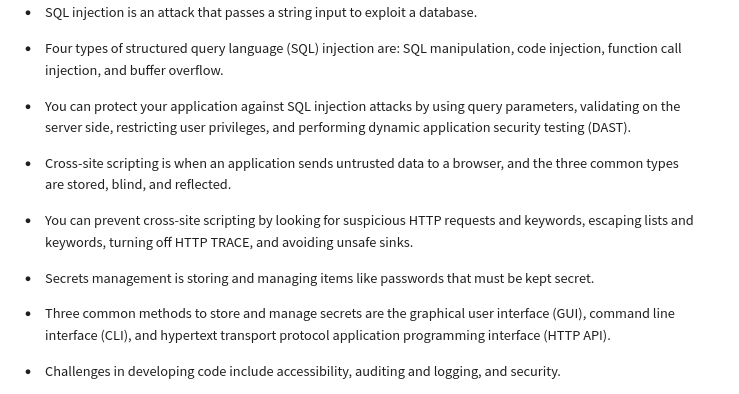 • SQL injection is an attack that passes a string input to exploit a database.
• Four types of structured query language (SQL) injection are: SQL manipulation, code injection, function call
injection, and buffer overflow.
• You can protect your application against SQL injection attacks by using query parameters, validating on the
server side, restricting user privileges, and performing dynamic application security testing (DAST).
• Cross-site scripting is when an application sends untrusted data to a browser, and the three common types
are stored, blind, and reflected.
• You can prevent cross-site scripting by looking for suspicious HTTP requests and keywords, escaping lists and
keywords, turning off HTTP TRACE, and avoiding unsafe sinks.
• Secrets management is storing and managing items like passwords that must be kept secret.
• Three common methods to store and manage secrets are the graphical user interface (GUI), command line
interface (CLI), and hypertext transport protocol application programming interface (HTTP API).
• Challenges in developing code include accessibility, auditing and logging, and security.